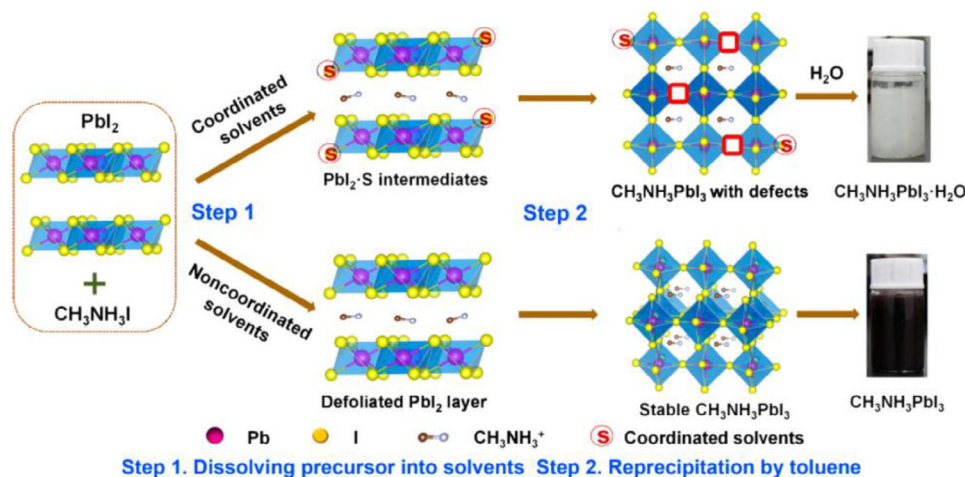 PbI₂
+
CH₃NH₃I
Coordinated
solvents
Step 1
Noncoordinated
solvents
S
S
S
S
PbI₂·S intermediates
Defoliated PbI₂ layer
Step 2
S
S
CH₃NH₃PbI₃ with defects
Stable CH₃NH₃PbI₃
H₂O
CH₃NH₃PbI₃·H₂O
CH₃NH₃PbI₃
Pb
I
CH₃NH₃⁺
S Coordinated solvents
Step 1. Dissolving precursor into solvents Step 2. Reprecipitation by toluene